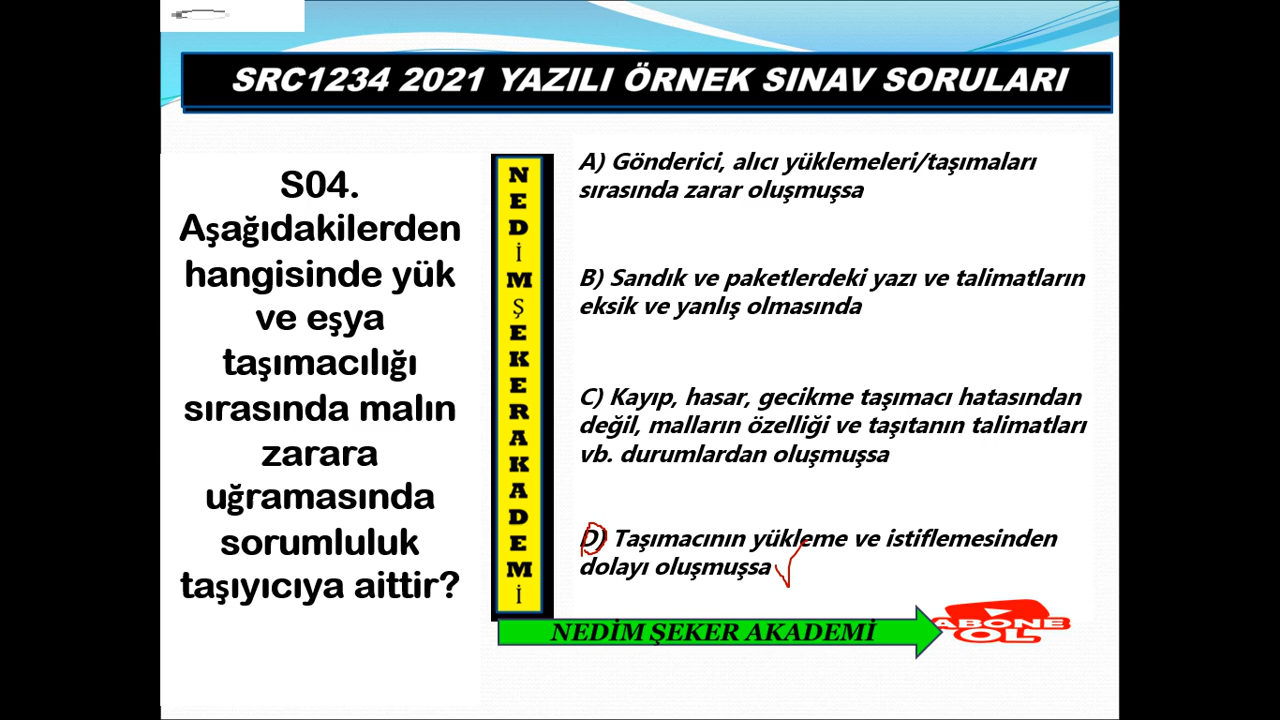 SRC1234 2021 YAZILI ÖRNEK SINAV SORULARI
S04.
Aşağıdakilerden
hangisinde yük
ve eşya
taşımacılığı
sırasında malın
zarara
uğramasında
sorumluluk
taşıyıcıya aittir?
NEDİMŞEKERAKADEMİ
A) Gönderici, alıcı yüklemeleri/taşımaları
sırasında zarar oluşmuşsa
B) Sandık ve paketlerdeki yazı ve talimatların
eksik ve yanlış olmasında
C) Kayıp, hasar, gecikme taşımacı hatasından
değil, malların özelliği ve taşıtanın talimatları
vb. durumlardan oluşmuşsa
D) Taşımacının yükleme ve istiflemesinden
dolayı oluşmuşsa
NEDİM ŞEKER AKADEMİ
ABONE
OL